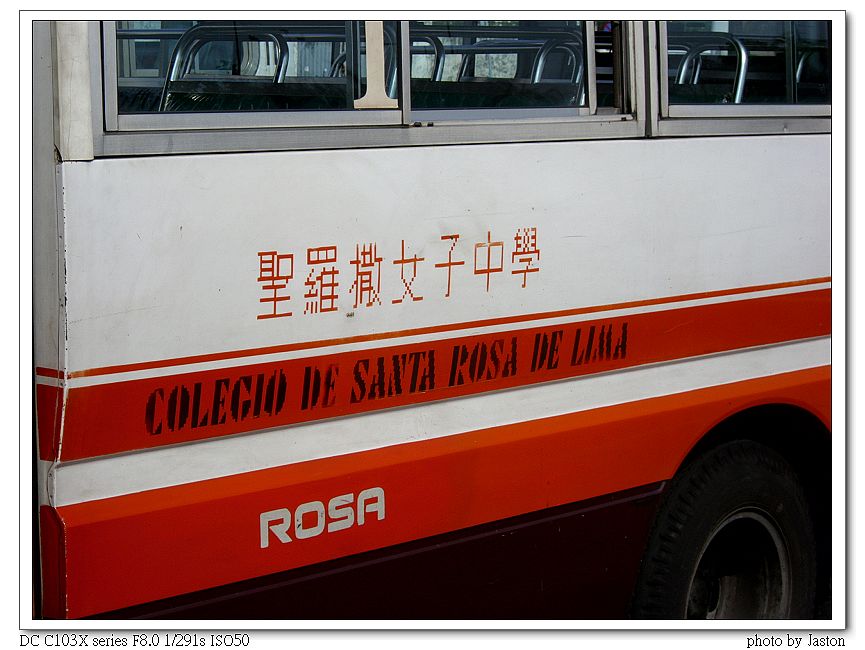 聖羅撒女子中學
COLEGIO DE SANTA ROSA DE LIMA
ROSA
DC C103X series F8.0 1/291s ISO50
photo by Jaston